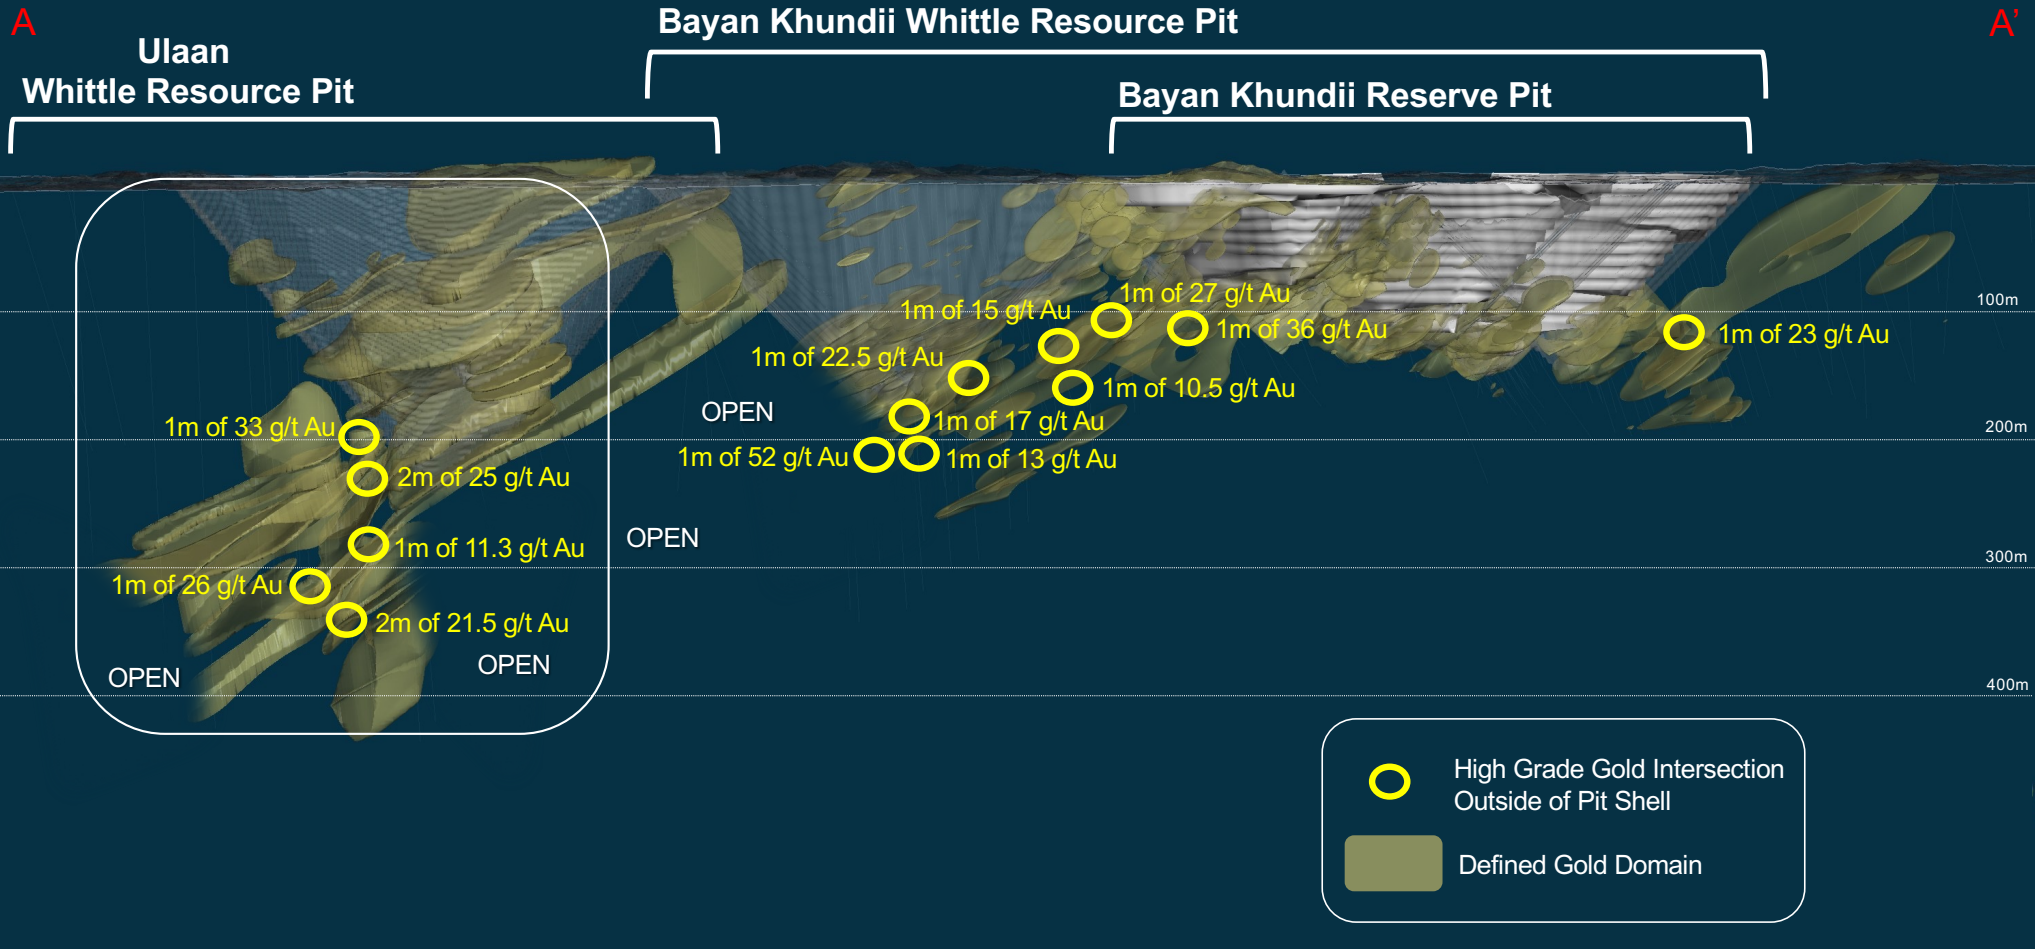 A
Bayan Khundii Whittle Resource Pit
A'
Ulaan
Whittle Resource Pit
Bayan Khundii Reserve Pit
1m of 27 g/t Au
100m
1m of 15 g/t Au
1m of 36 g/t Au
1m of 23 g/t Au
1m of 22.5 g/t Au
1m of 10.5 g/t Au
OPEN
1m of 17 g/t Au
1m of 33 g/t Au
200m
1m of 52 g/t Au
1m of 13 g/t Au
2m of 25 g/t Au
OPEN
1m of 11.3 g/t Au
300m
1m of 26 g/t Au
2m of 21.5 g/t Au
OPEN
OPEN
400m
High Grade Gold Intersection
Outside of Pit Shell
Defined Gold Domain